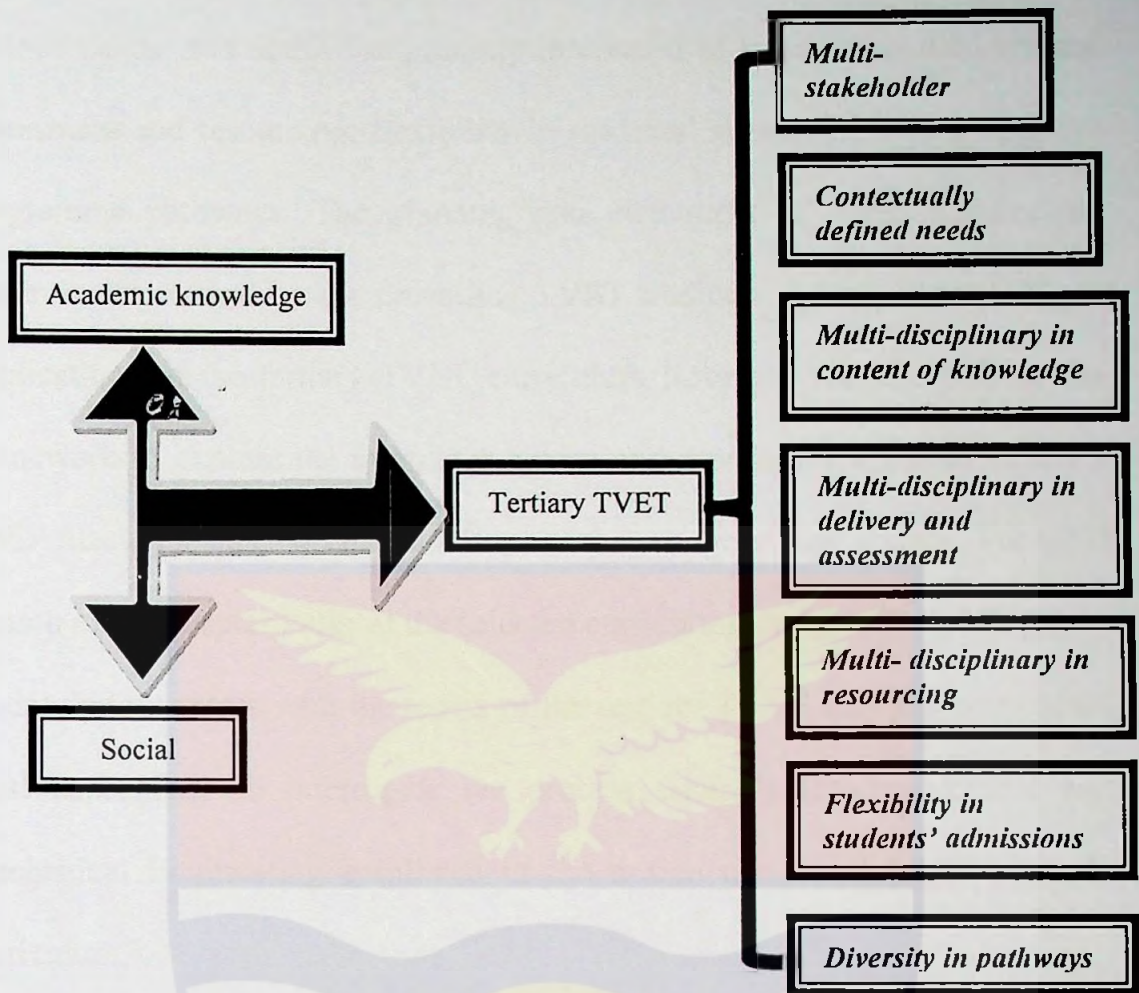 Academic knowledge
Social
Tertiary TVET
Multi-
stakeholder
Contextually
defined needs
Multi-disciplinary in
content of knowledge
Multi-disciplinary in
delivery and
assessment
Multi- disciplinary in
resourcing
Flexibility in
students’ admissions
Diversity in pathways